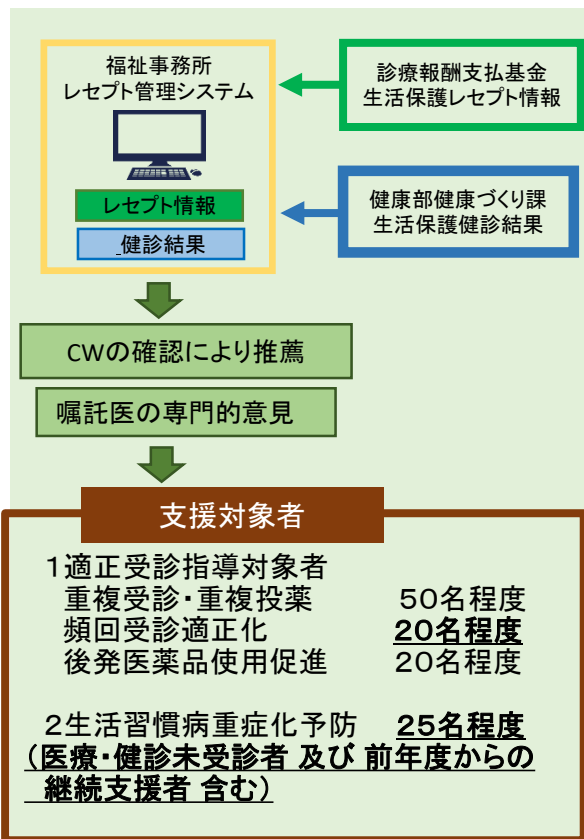 福祉事務所
レセプト管理システム
レセプト情報
健診結果
診療報酬支払基金
生活保護レセプト情報
健康部健康づくり課
生活保護健診結果
CWの確認により推薦
嘱託医の専門的意見
支援対象者
1適正受診指導対象者
重複受診・重複投薬 50名程度
頻回受診適正化 20名程度
後発医薬品使用促進 20名程度
2生活習慣病重症化予防 25名程度
(医療・健診未受診者 及び 前年度からの
継続支援者 含む)